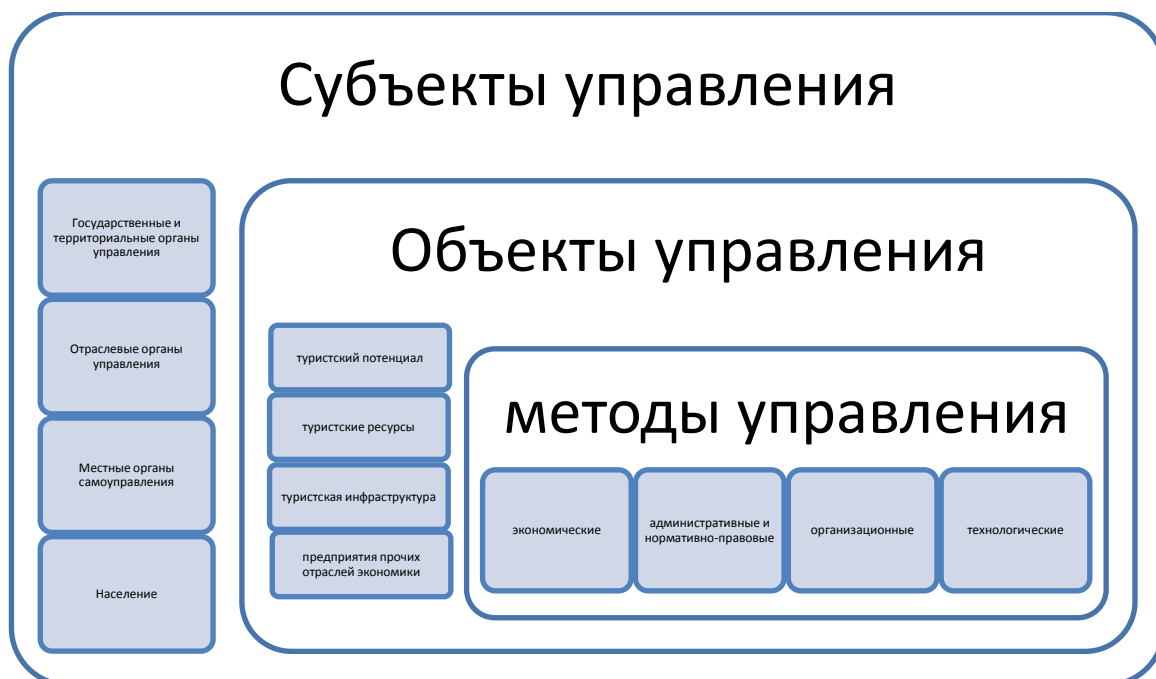 Субъекты управления
Государственные и
территориальные органы
управления
Отраслевые органы
управления
Местные органы
самоуправления
Население
Объекты управления
туристский потенциал
туристские ресурсы
туристская инфраструктура
предприятия прочих
отраслей экономики
методы управления
экономические
административные и
нормативно-правовые
организационные
технологические